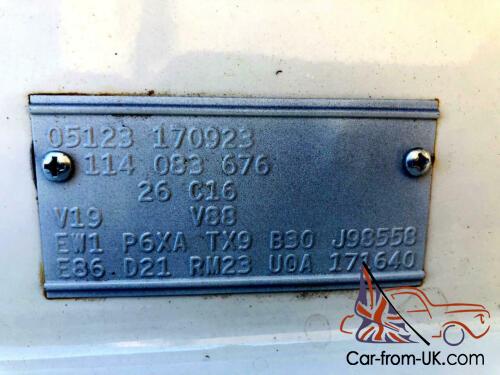 05123 170923
114 083 676
26 C16
V19 V88
EW1 P6XA TX9 B30 J98558
E86 D21 RM23 U0A 171640
Car-from-UK.com